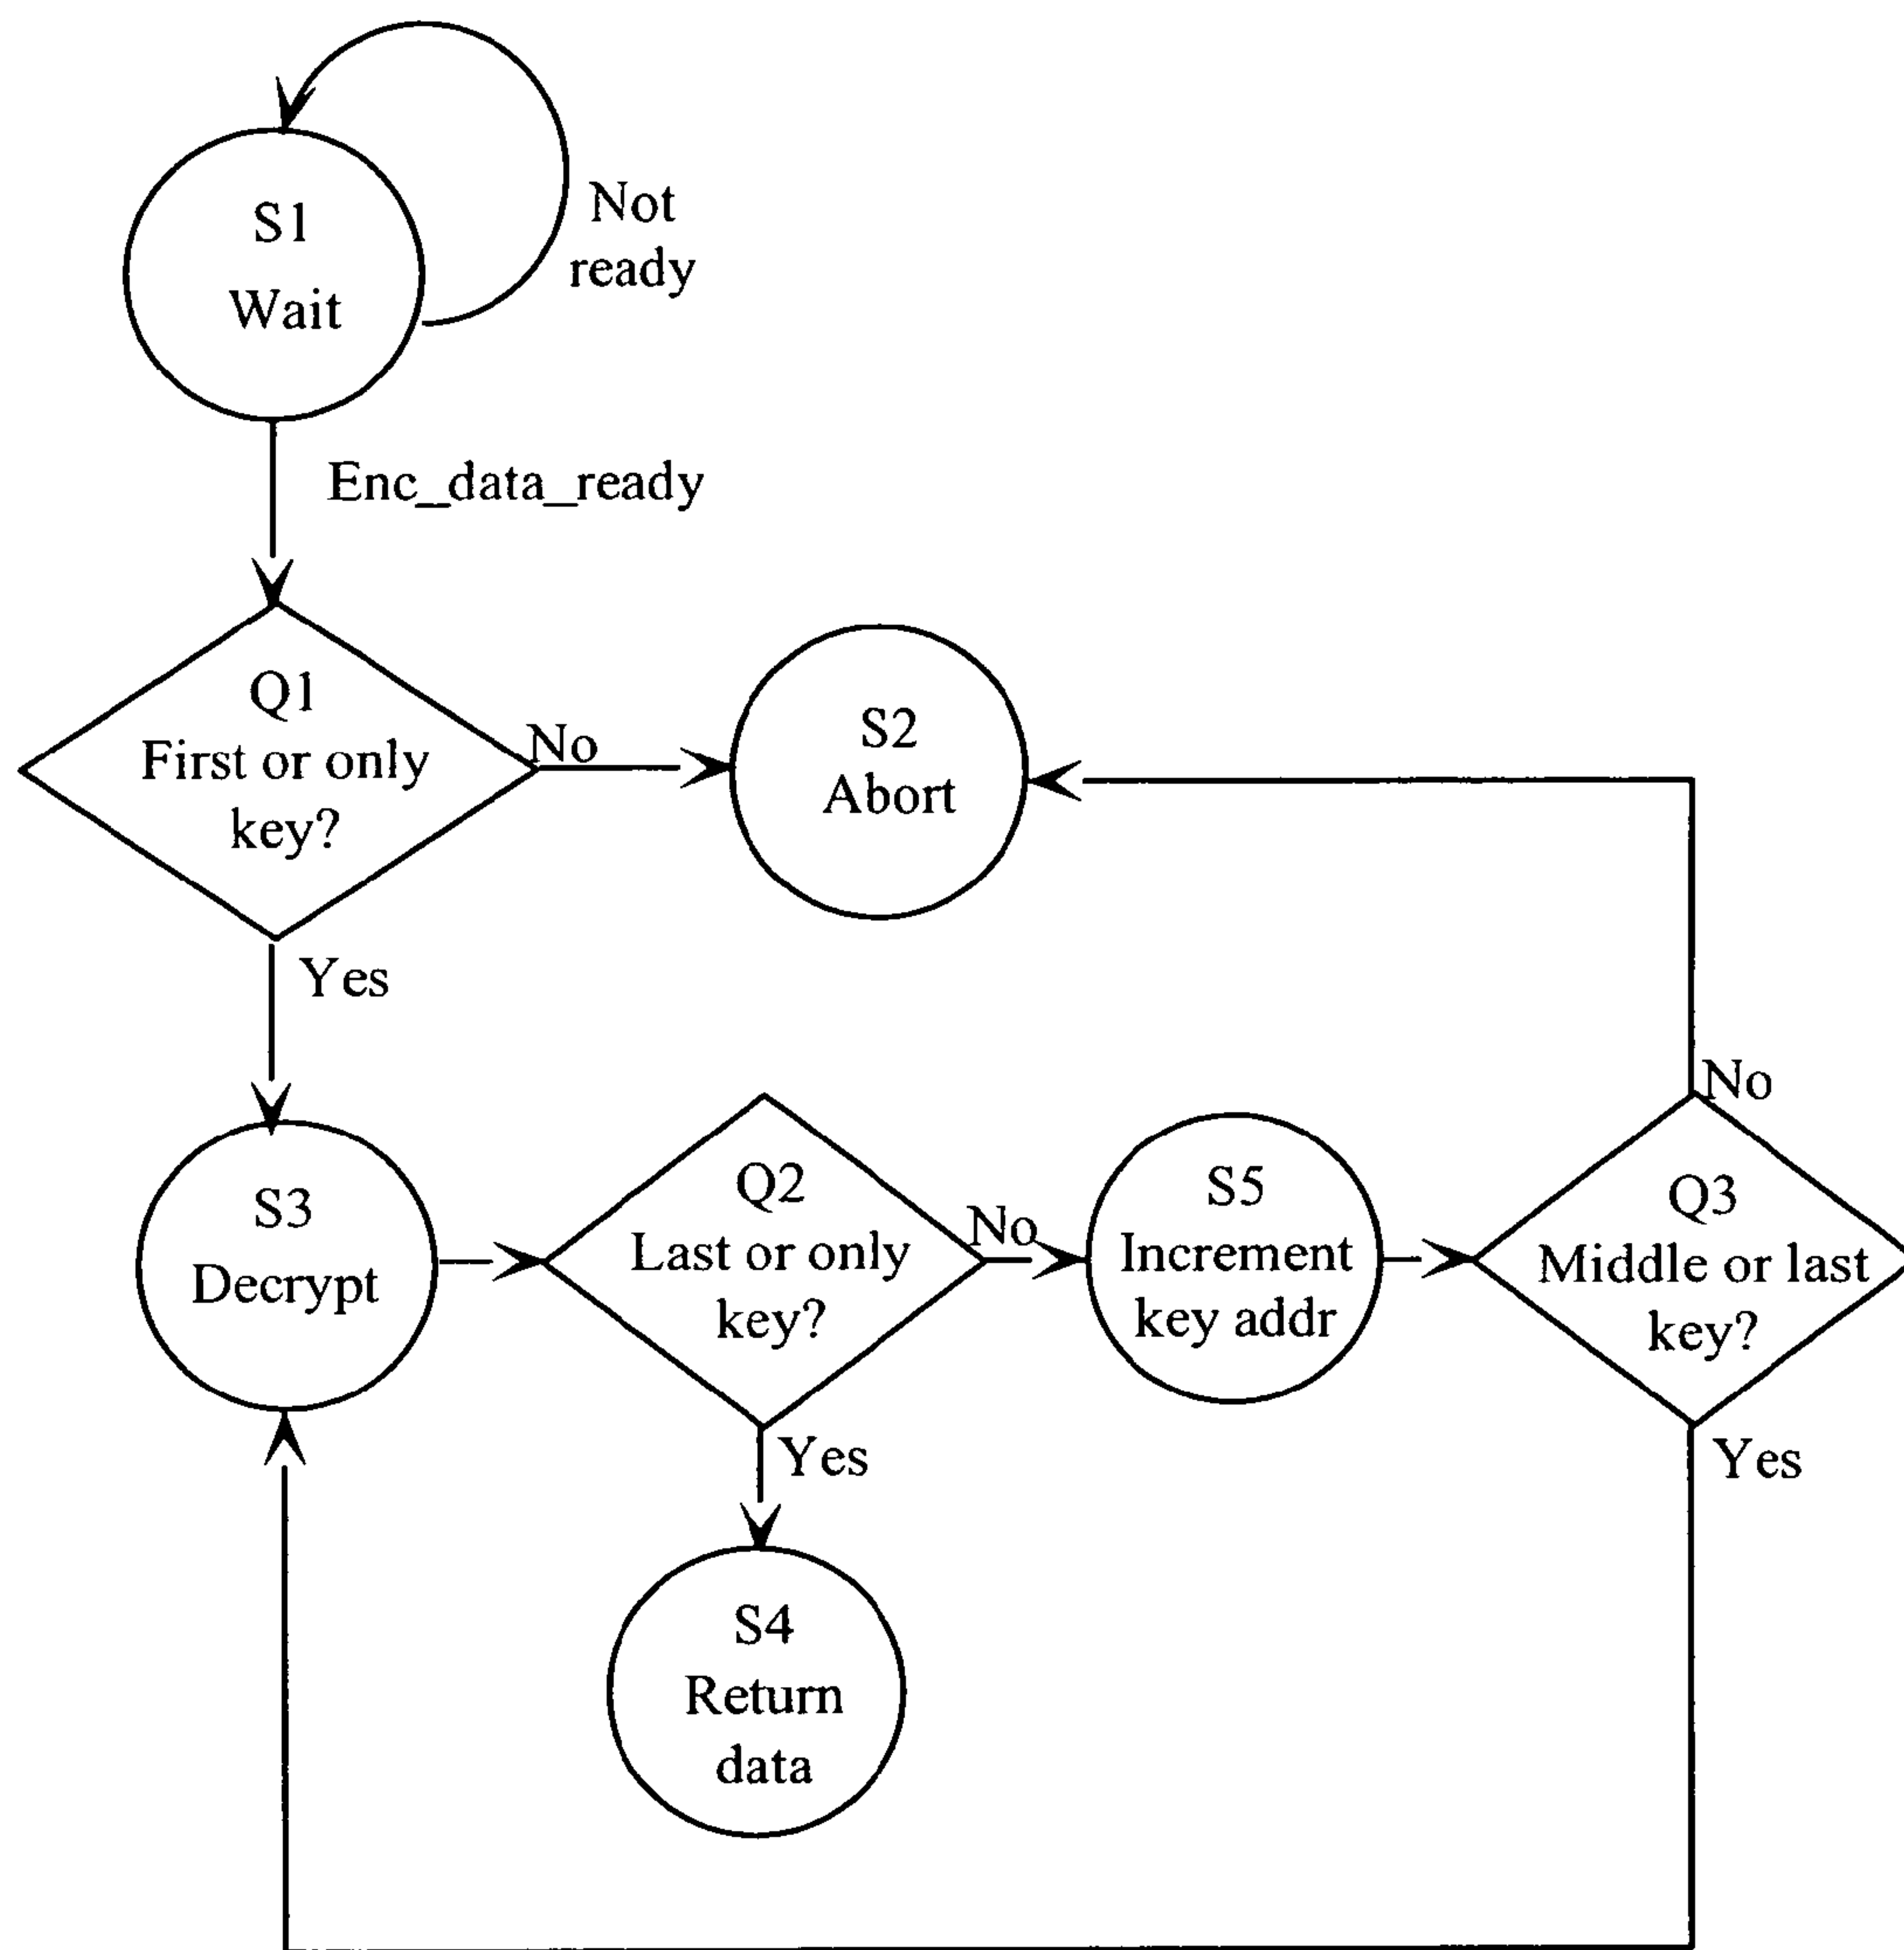 S1
Wait
Not
ready
Enc_data_ready
Q1
First or only
key?
No
S2
Abort
Yes
No
S3
Decrypt
Q2
Last or only
key?
No
S5
Increment
key addr
Q3
Middle or last
key?
Yes
Yes
S4
Return
data